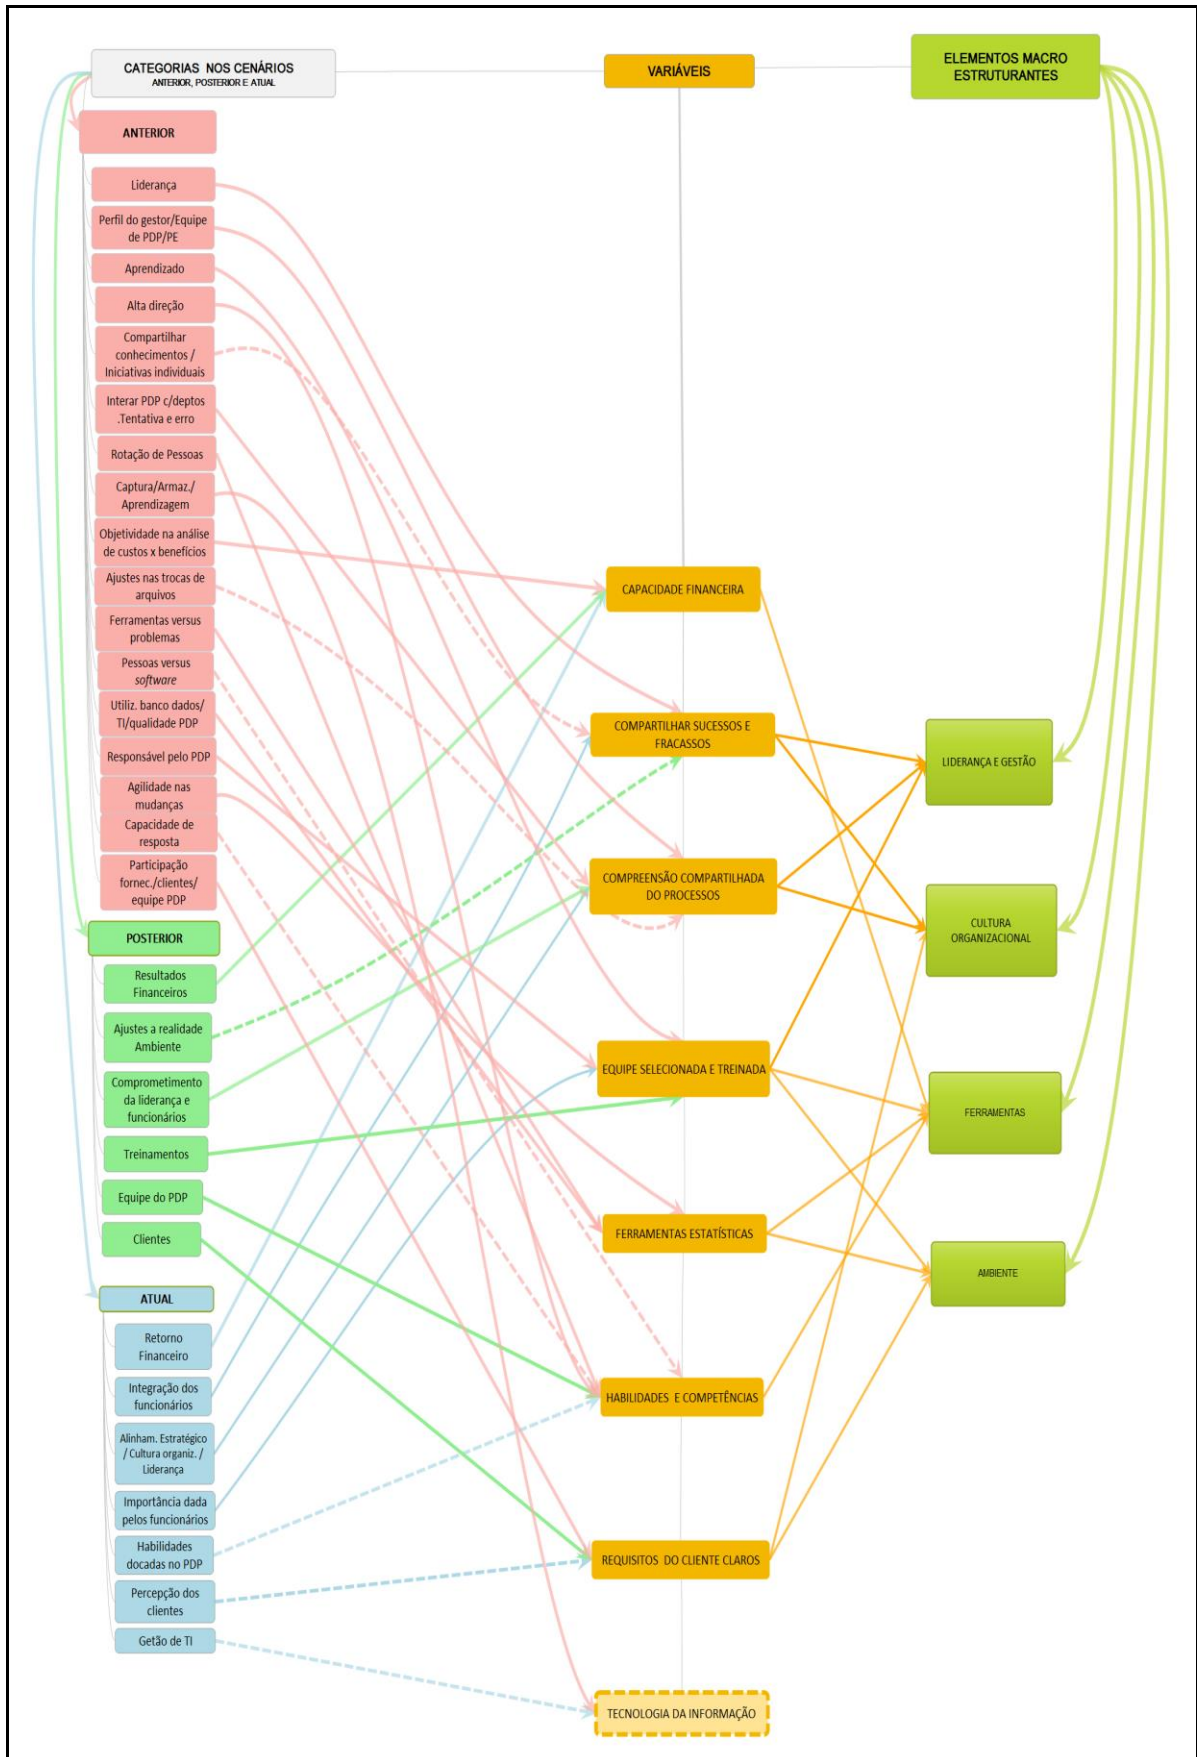 CATEGORIAS NOS CENÁRIOS
ANTERIOR, POSTERIOR E ATUAL
VARIÁVEIS
ELEMENTOS MACRO
ESTRUTURANTES
ANTERIOR
Liderança
Perfil do gestor/Equipe
de PDP/PE
Aprendizado
Alta direção
Compartilhar
conhecimentos /
Iniciativas individuais
Interar PDP c/deptos
.Tentativa e erro
Rotação de Pessoas
Captura/Armaz./
Aprendizagem
Objetividade na análise
de custos x benefícios
Ajustes nas trocas de
arquivos
Ferramentas versus
problemas
Pessoas versus
software
Utiliz. banco dados/
TI/qualidade PDP
Responsável pelo PDP
Agilidade nas
mudanças
Capacidade de
resposta
Participação
fornec./clientes/
equipe PDP
POSTERIOR
Resultados
Financeiros
Ajustes a realidade
Ambiente
Comprometimento
da liderança e
funcionários
Treinamentos
Equipe do PDP
Clientes
ATUAL
Retorno
Financeiro
Integração dos
funcionários
Alinham. Estratégico
/ Cultura organiz. /
Liderança
Importância dada
pelos funcionários
Habilidades
docadas no PDP
Percepção dos
clientes
Getão de TI
CAPACIDADE FINANCEIRA
COMPARTILHAR SUCESSOS E
FRACASSOS
COMPREENSÃO COMPARTILHADA
DO PROCESSOS
EQUIPE SELECIONADA E TREINADA
FERRAMENTAS ESTATÍSTICAS
HABILIDADES E COMPETÊNCIAS
REQUISITOS DO CLIENTE CLAROS
TECNOLOGIA DA INFORMAÇÃO
LIDERANÇA E GESTÃO
CULTURA
ORGANIZACIONAL
FERRAMENTAS
AMBIENTE